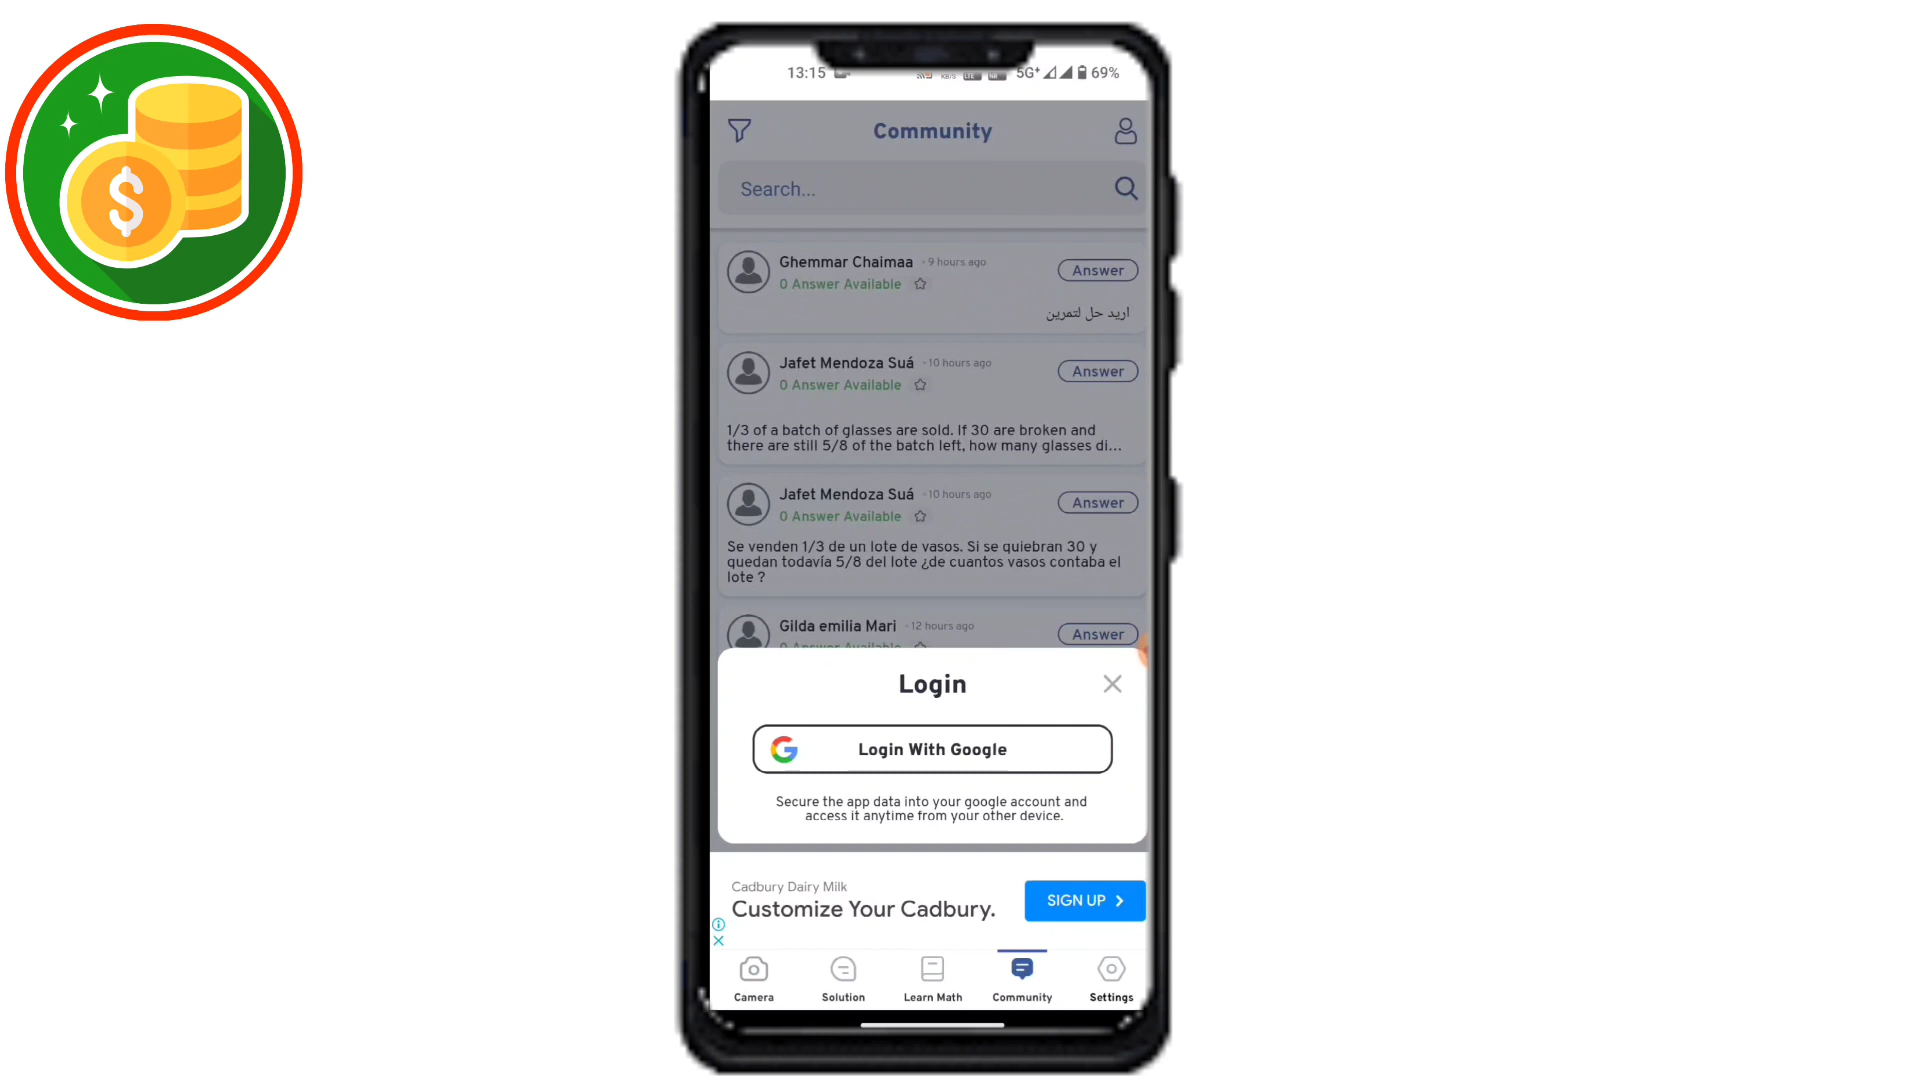 13:15
5G+ 69%
Community
Search...
Ghemmar Chaimaa · 9 hours ago
Answer
0 Answer Available
اريد حل لتمرين
Jafet Mendoza Suá · 10 hours ago
Answer
0 Answer Available
1/3 of a batch of glasses are sold. If 30 are broken and
there are still 5/8 of the batch left, how many glasses di...
Jafet Mendoza Suá · 10 hours ago
Answer
0 Answer Available
Se venden 1/3 de un lote de vasos. Si se quiebran 30 y
quedan todavía 5/8 del lote ¿de cuantos vasos contaba el
lote ?
Gilda emilia Mari · 12 hours ago
Answer
0 Answer Available
Login
Login With Google
Secure the app data into your google account and
access it anytime from your other device.
Cadbury Dairy Milk
Customize Your Cadbury.
SIGN UP
Camera
Solution
Learn Math
Community
Settings